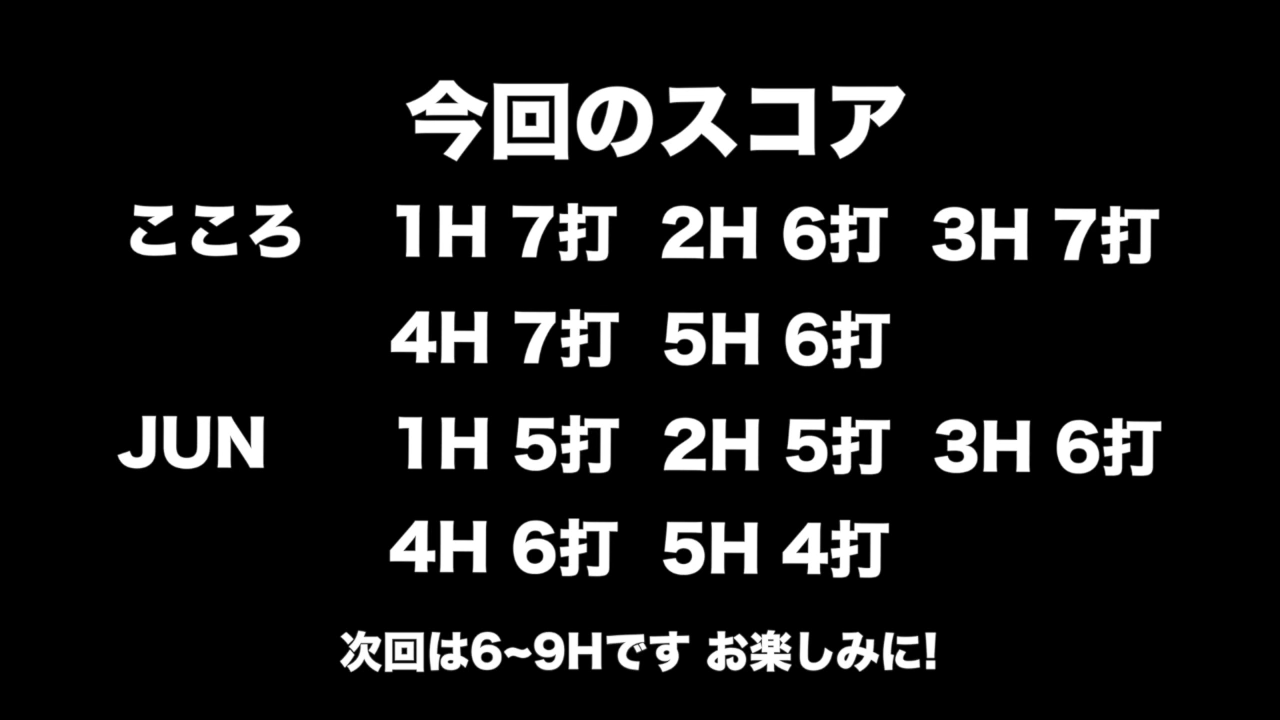 今回のスコア
こころ 1H 7打 2H 6打 3H 7打
4H 7打 5H 6打
JUN 1H 5打 2H 5打 3H 6打
4H 6打 5H 4打
次回は6~9Hです お楽しみに!